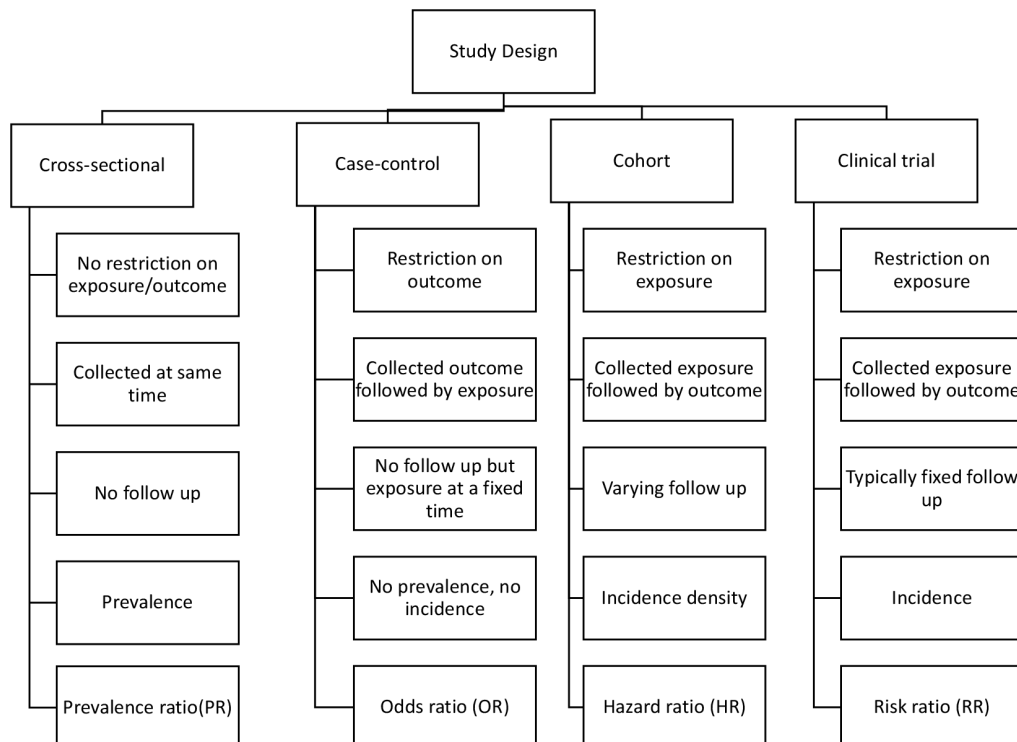 Study Design
Cross-sectional
Case-control
Cohort
Clinical trial
No restriction on
exposure/outcome
Restriction on
outcome
Restriction on
exposure
Restriction on
exposure
Collected at same
time
Collected outcome
followed by exposure
Collected exposure
followed by outcome
Collected exposure
followed by outcome
No follow up
No follow up but
exposure at a fixed
time
Varying follow up
Typically fixed follow
up
Prevalence
No prevalence, no
incidence
Incidence density
Incidence
Prevalence ratio(PR)
Odds ratio (OR)
Hazard ratio (HR)
Risk ratio (RR)